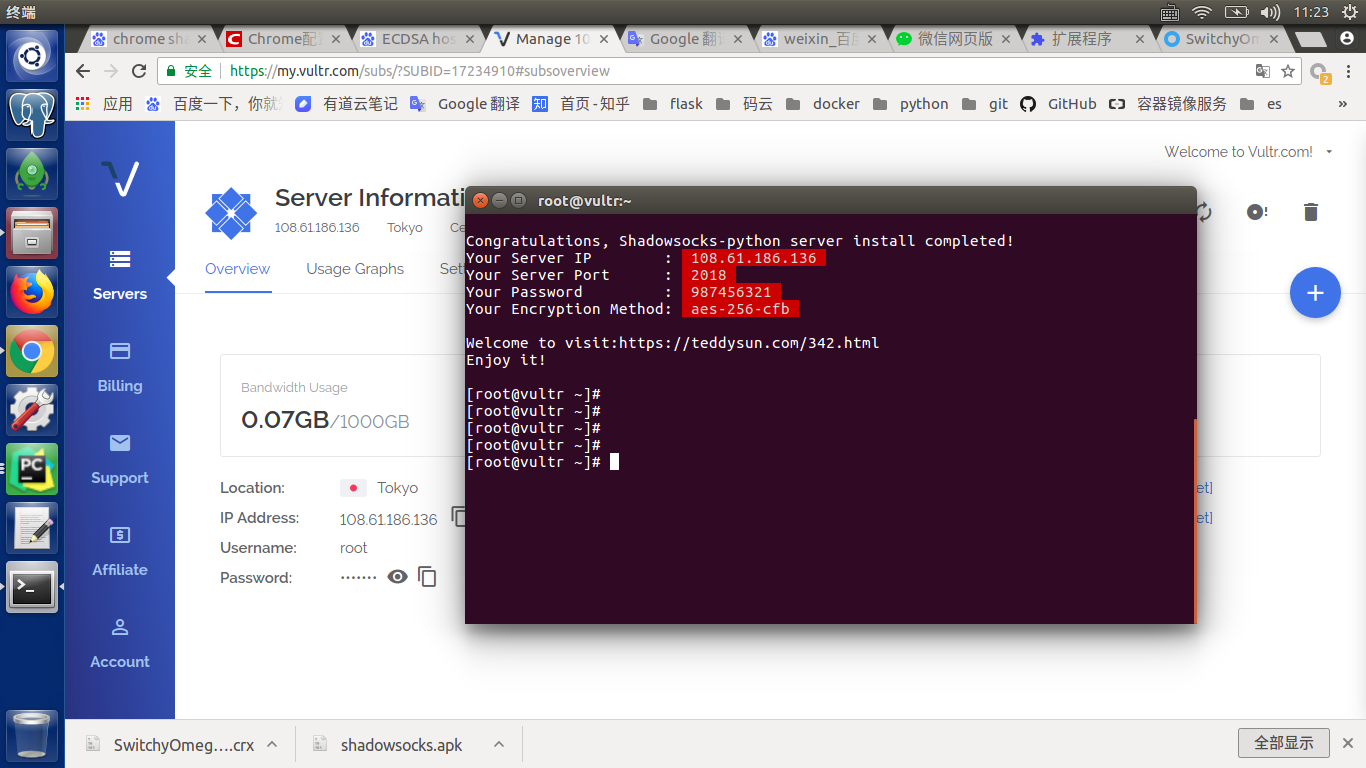 终端
11:23
chrome sha
Chrome配置
ECDSA hos
Manage 10
Google 翻译
weixin_百度
微信网页版
扩展程序
SwitchyOm
安全
https://my.vultr.com/subs/?SUBID=17234910#subsoverview
2
应用
百度一下，你就
有道云笔记
Google 翻译
知
首页 - 知乎
flask
码云
docker
python
git
GitHub
容器镜像服务
es
»
Welcome to Vultr.com!
Server Informati
108.61.186.136
Tokyo
Ce
Overview
Usage Graphs
Set
Servers
Billing
Support
Affiliate
Account
Bandwidth Usage
0.07GB/1000GB
Location:
Tokyo
IP Address:
108.61.186.136
Username:
root
Password:
•••••••
et]
et]
root@vultr:~
Congratulations, Shadowsocks-python server install completed!
Your Server IP        :  108.61.186.136
Your Server Port      :  2018
Your Password         :  987456321
Your Encryption Method:  aes-256-cfb
Welcome to visit:https://teddysun.com/342.html
Enjoy it!
[root@vultr ~]#
[root@vultr ~]#
[root@vultr ~]#
[root@vultr ~]#
[root@vultr ~]#
PC
SwitchyOmeg....crx
shadowsocks.apk
全部显示